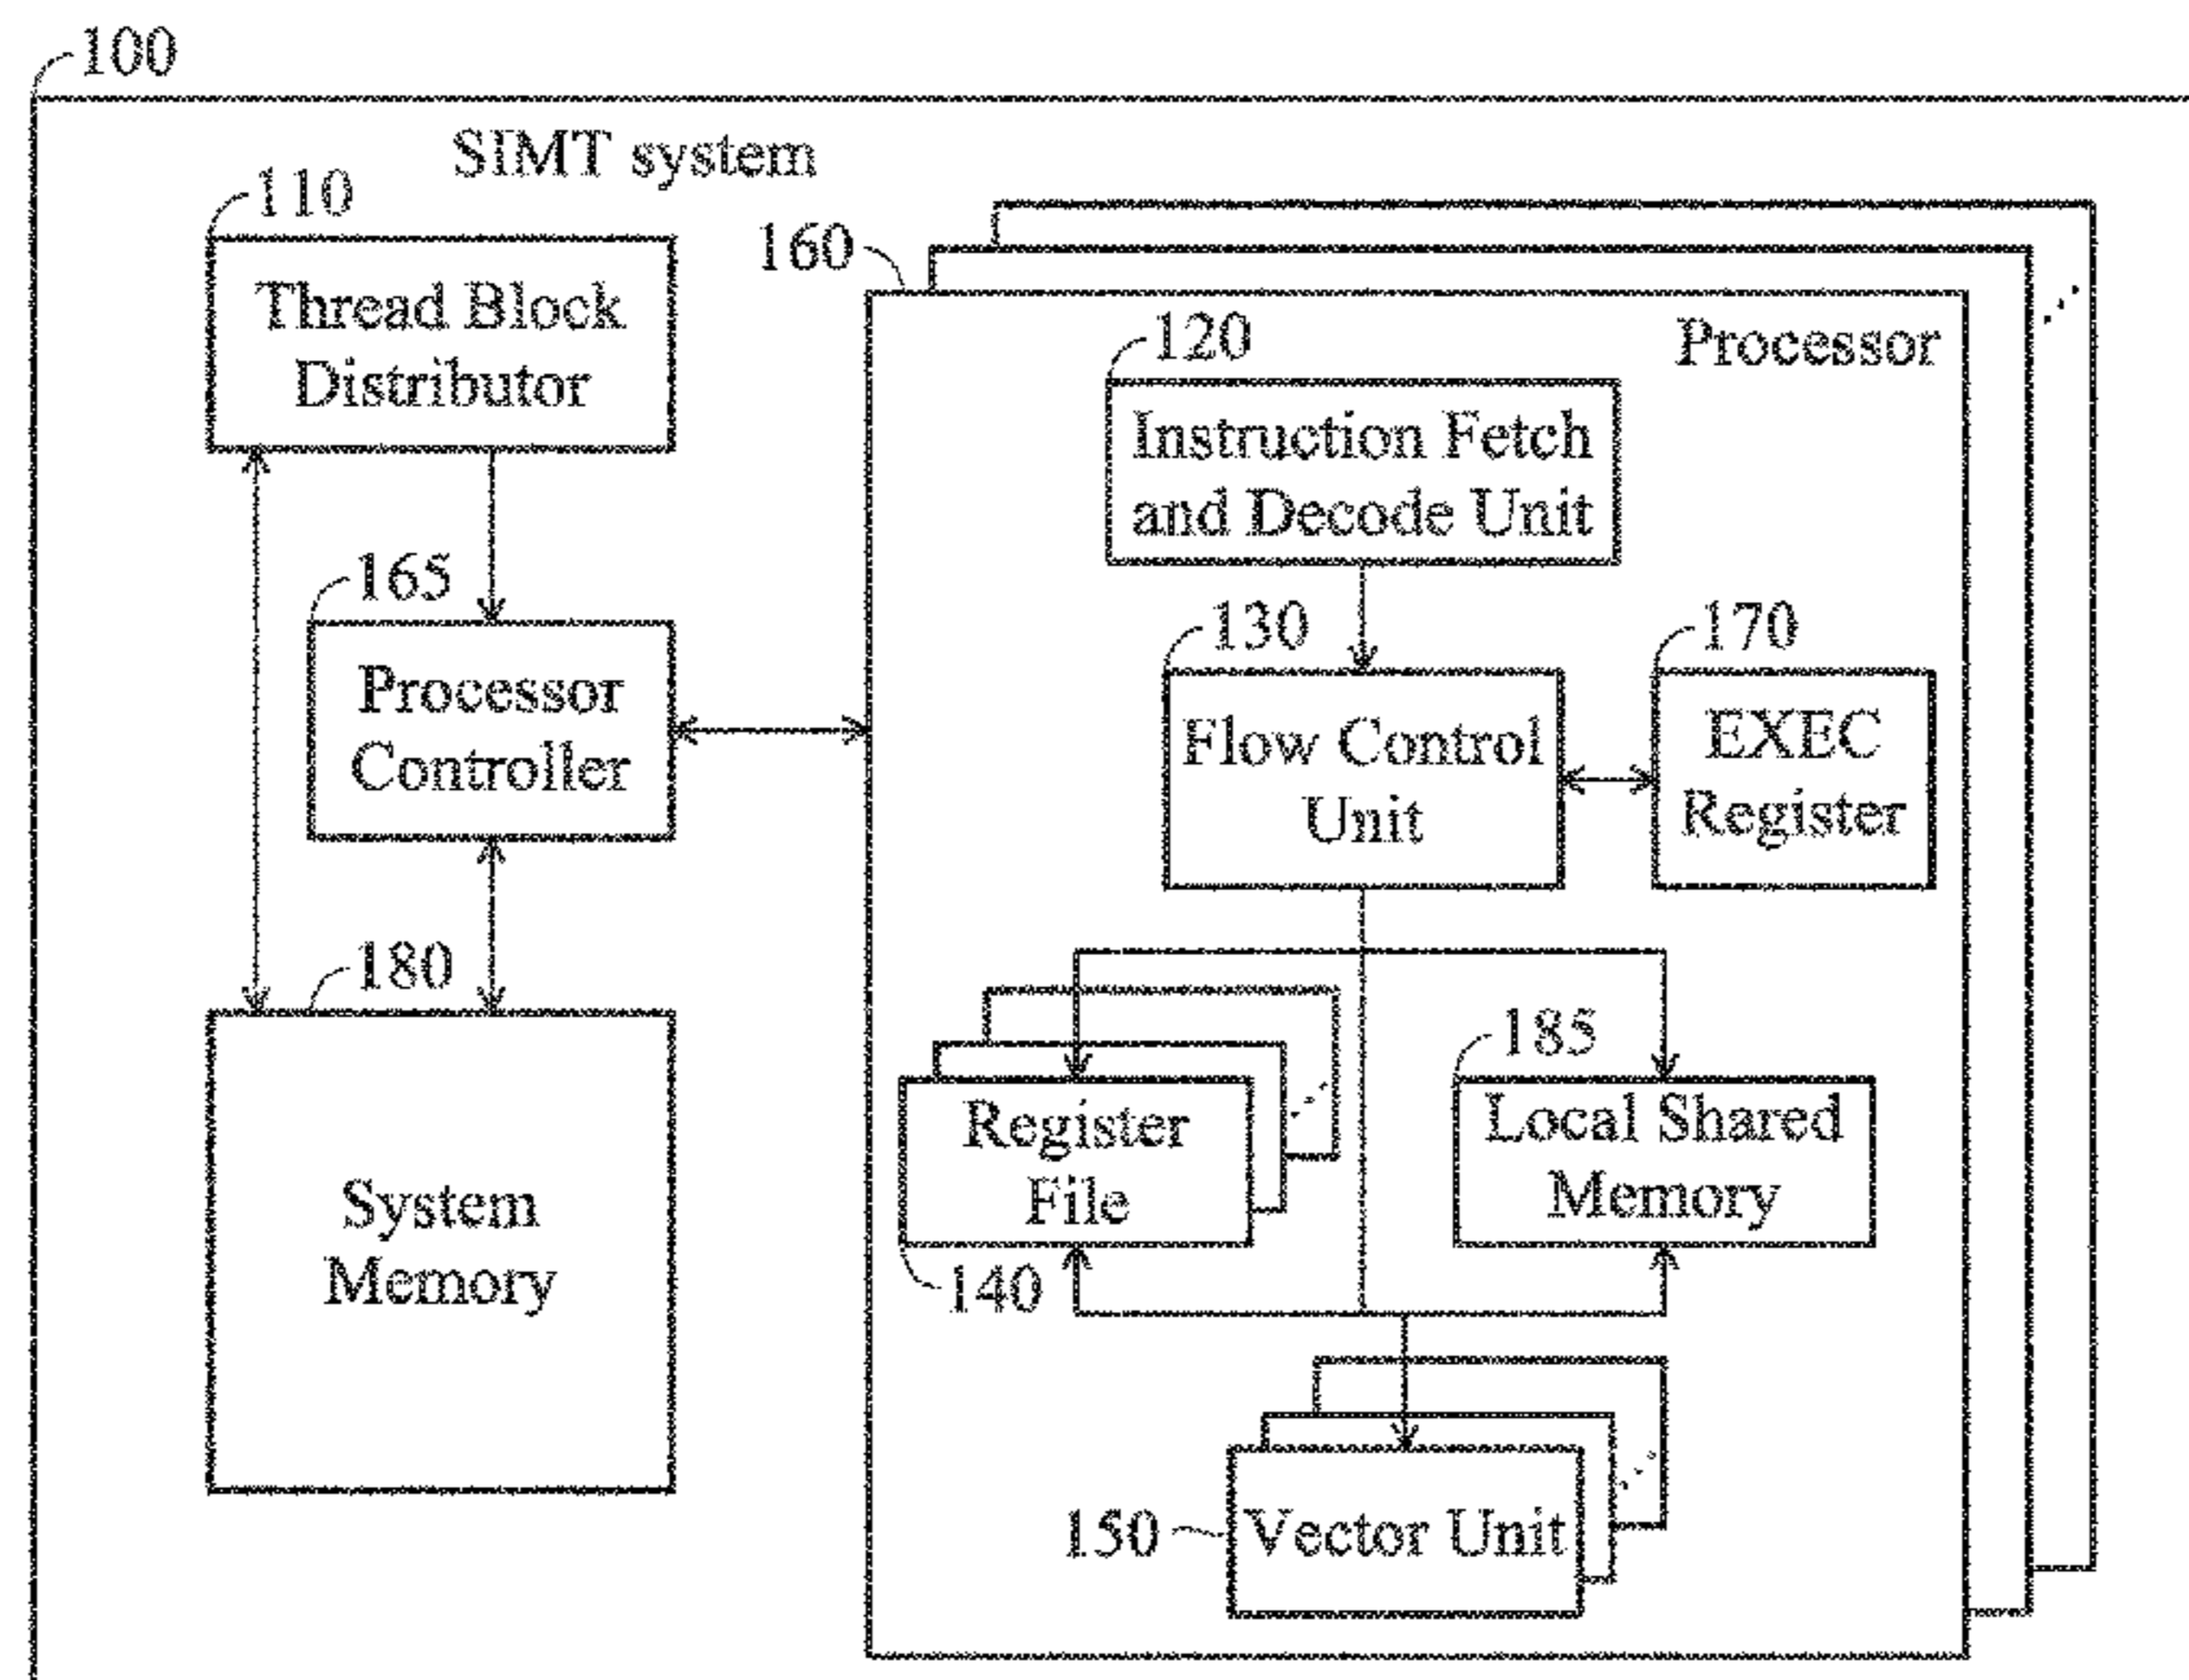 100
SIMT system
110
Thread Block
Distributor
160
Processor
120
Instruction Fetch
and Decode Unit
165
Processor
Controller
130
Flow Control
Unit
170
EXEC
Register
180
System
Memory
185
Local Shared
Memory
Register
File
140
150
Vector Unit